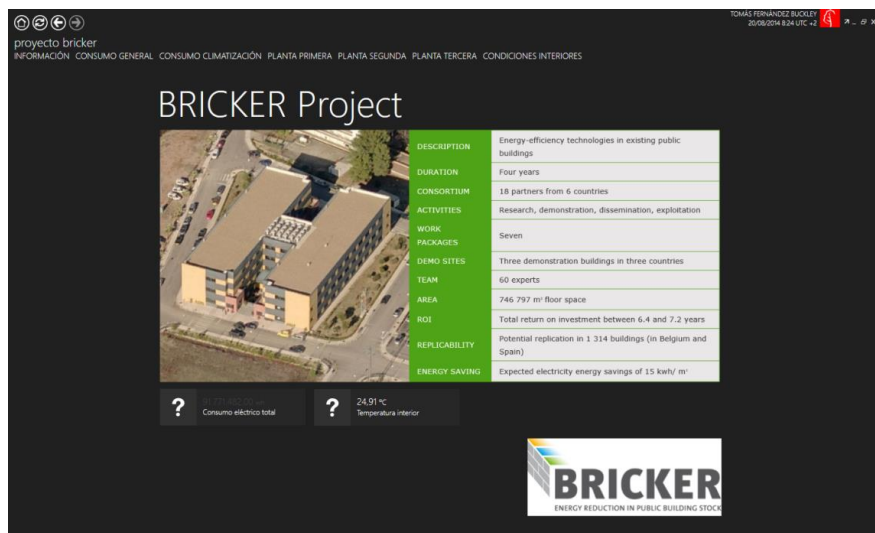 TOMÁS FERNÁNDEZ BUCKLEY
20/08/2014 8:24 UTC +2
proyecto bricker
INFORMACIÓN CONSUMO GENERAL CONSUMO CLIMATIZACIÓN PLANTA PRIMERA PLANTA SEGUNDA PLANTA TERCERA CONDICIONES INTERIORES
BRICKER Project
DESCRIPTION Energy-efficiency technologies in existing public
buildings
DURATION Four years
CONSORTIUM 18 partners from 6 countries
ACTIVITIES Research, demonstration, dissemination, exploitation
WORK
PACKAGES Seven
DEMO SITES Three demonstration buildings in three countries
TEAM 60 experts
AREA 746 797 m² floor space
ROI Total return on investment between 6.4 and 7.2 years
REPLICABILITY Potential replication in 1 314 buildings (in Belgium and
Spain)
ENERGY SAVING Expected electricity energy savings of 15 kwh/ m²
?
Consumo eléctrico total
?
24,91 ºC
Temperatura interior
BRICKER
ENERGY REDUCTION IN PUBLIC BUILDING STOCK